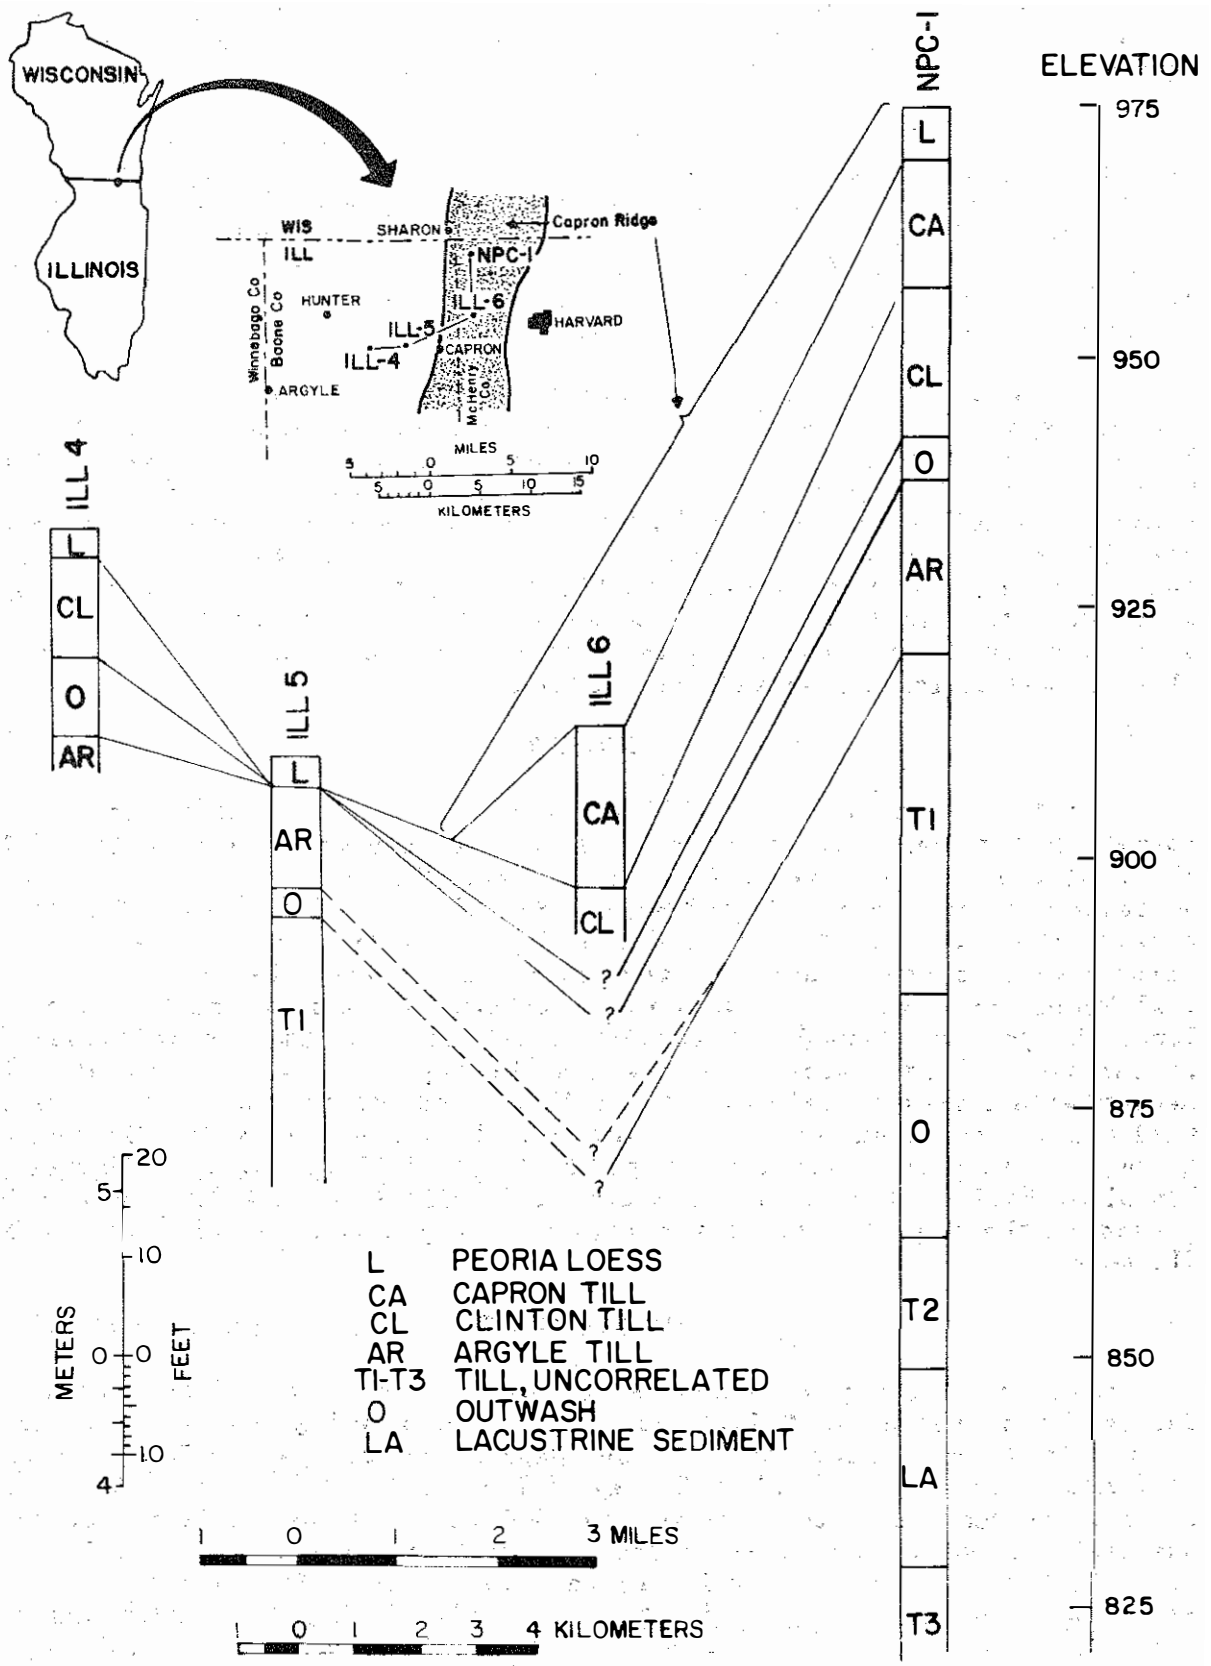 NPC-1
ELEVATION
WISCONSIN
ILLINOIS
WIS
ILL
SHARON
Capron Ridge
NPC-1
HUNTER
ILL-6
ILL-5
ILL-4
HARVARD
CAPRON
ARGYLE
Winnebago Co
Boone Co
McHenry
Co.
MILES
5 0 5 10
5 0 5 10 15
KILOMETERS
975
950
925
900
875
850
825
ILL 4
L
CL
O
AR
ILL 5
L
AR
O
T1
ILL 6
CA
CL
?
?
?
?
L
CA
CL
O
AR
T1
O
T2
LA
T3
20
5
10
METERS
0 0
FEET
10
4
L PEORIA LOESS
CA CAPRON TILL
CL CLINTON TILL
AR ARGYLE TILL
T1-T3 TILL, UNCORRELATED
O OUTWASH
LA LACUSTRINE SEDIMENT
1 0 1 2 3 MILES
1 0 1 2 3 4 KILOMETERS